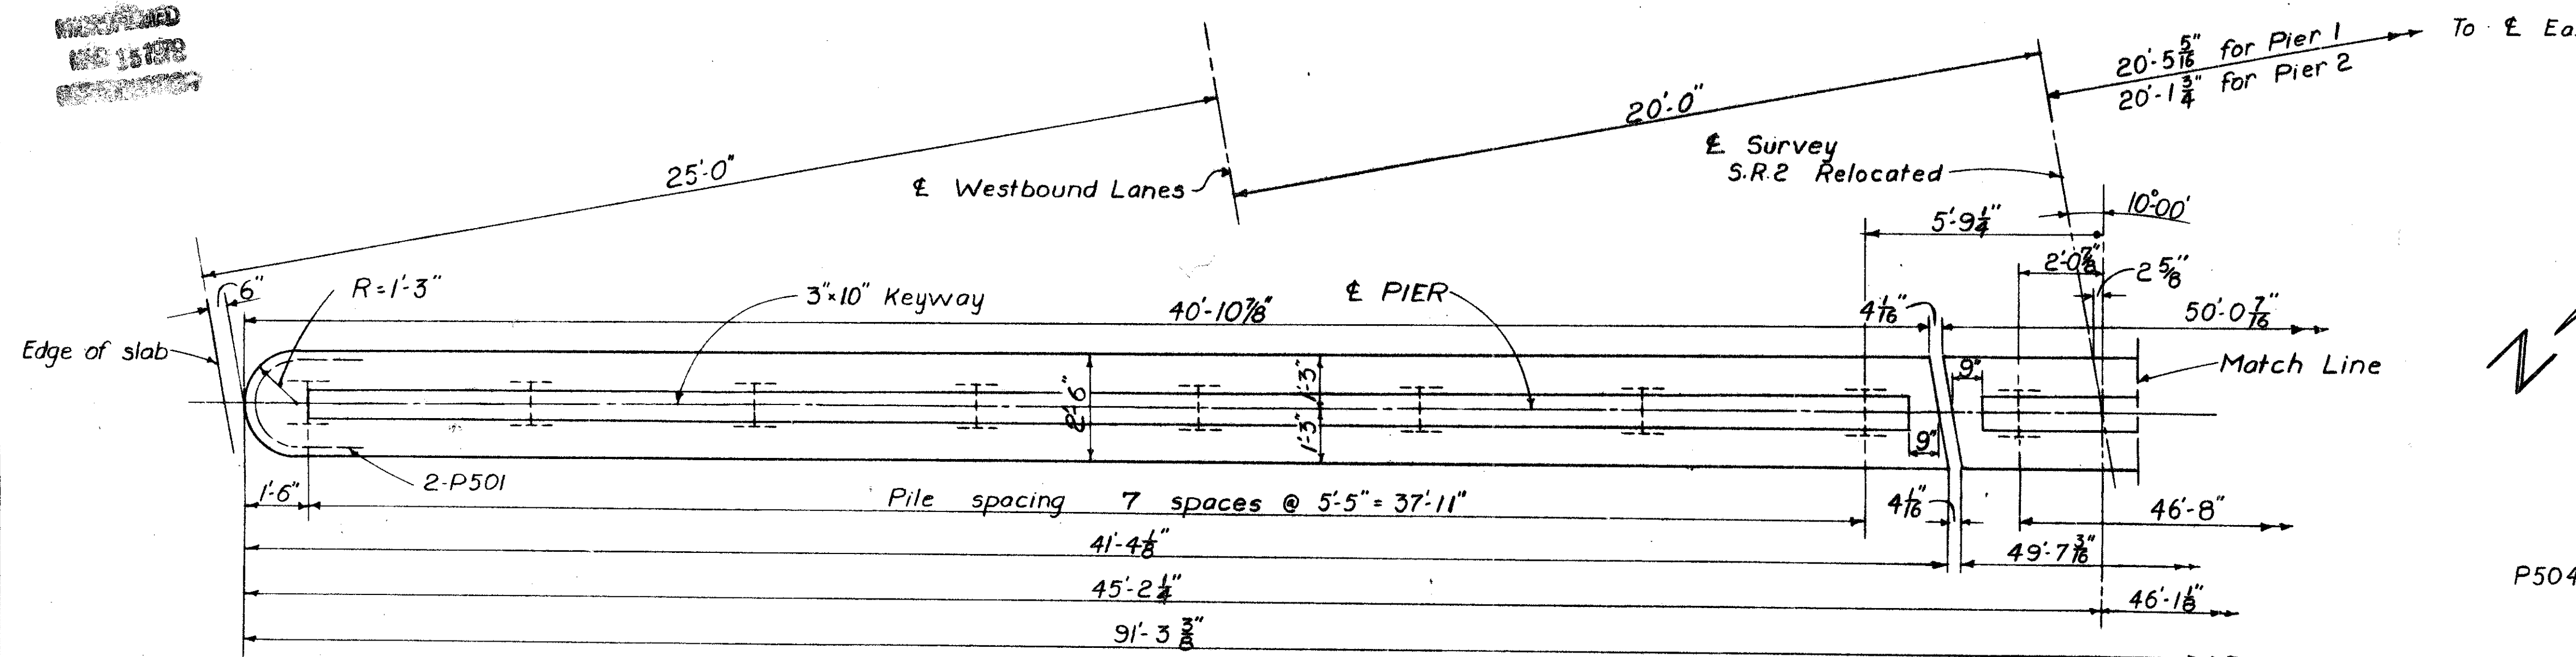 To ℄ Ea
20'-5 5/16" for Pier 1
20'-1 3/4" for Pier 2
20'-0"
℄ Survey
S.R.2 Relocated
25'-0"
℄ Westbound Lanes
10°00'
5'-9 1/4"
2'-0 7/8"
2 5/8"
6"
R=1'-3"
3"x10" Keyway
40'-10 7/8"
℄ PIER
4 1/16"
50'-0 7/16"
Edge of slab
Match Line
9"
2'-6"
1'-3"
1'-3"
9"
2-P501
1'-6"
Pile spacing 7 spaces @ 5'-5" = 37'-11"
4 1/16"
46'-8"
41'-4 1/8"
49'-7 3/16"
P504
45'-2 1/4"
46'-1 1/8"
91'-3 3/8"